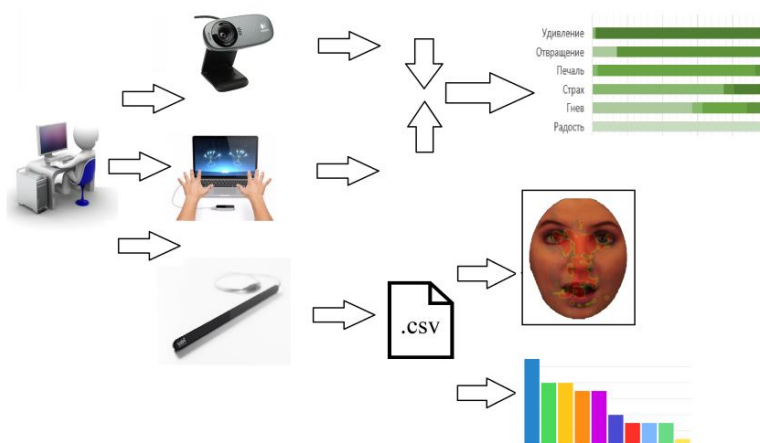 Удивление
Отвращение
Печаль
Страх
Гнев
Радость
.csv